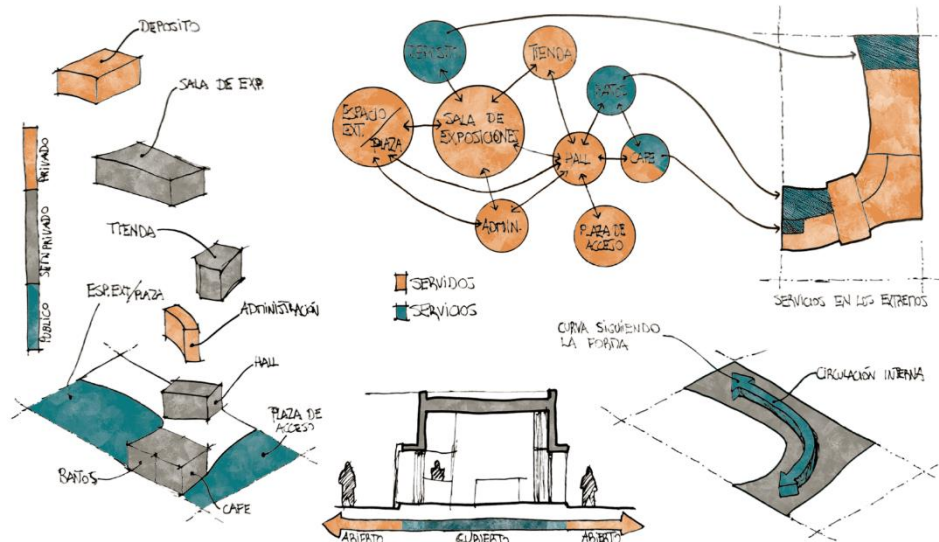 DEPOSITO
SALA DE EXP.
PRIVADO
SEMIPRIVADO
PUBLICO
TIENDA
ESP. EXT/PLAZA
ADMINISTRACIÓN
HALL
PLAZA DE
ACCESO
BAÑOS
CAFE
DEPOSITO
TIENDA
ESPACIO
EXT.
PLAZA
SALA DE
EXPOSICIONES
BAÑOS
HALL
CAFE
ADMIN.
PLAZA DE
ACCESO
SERVIDOS
SERVICIOS
SERVICIOS EN LOS EXTREMOS
CURVA SIGUIENDO
LA FORMA
CIRCULACIÓN INTERNA
ABIERTO
CUBIERTO
ABIERTO